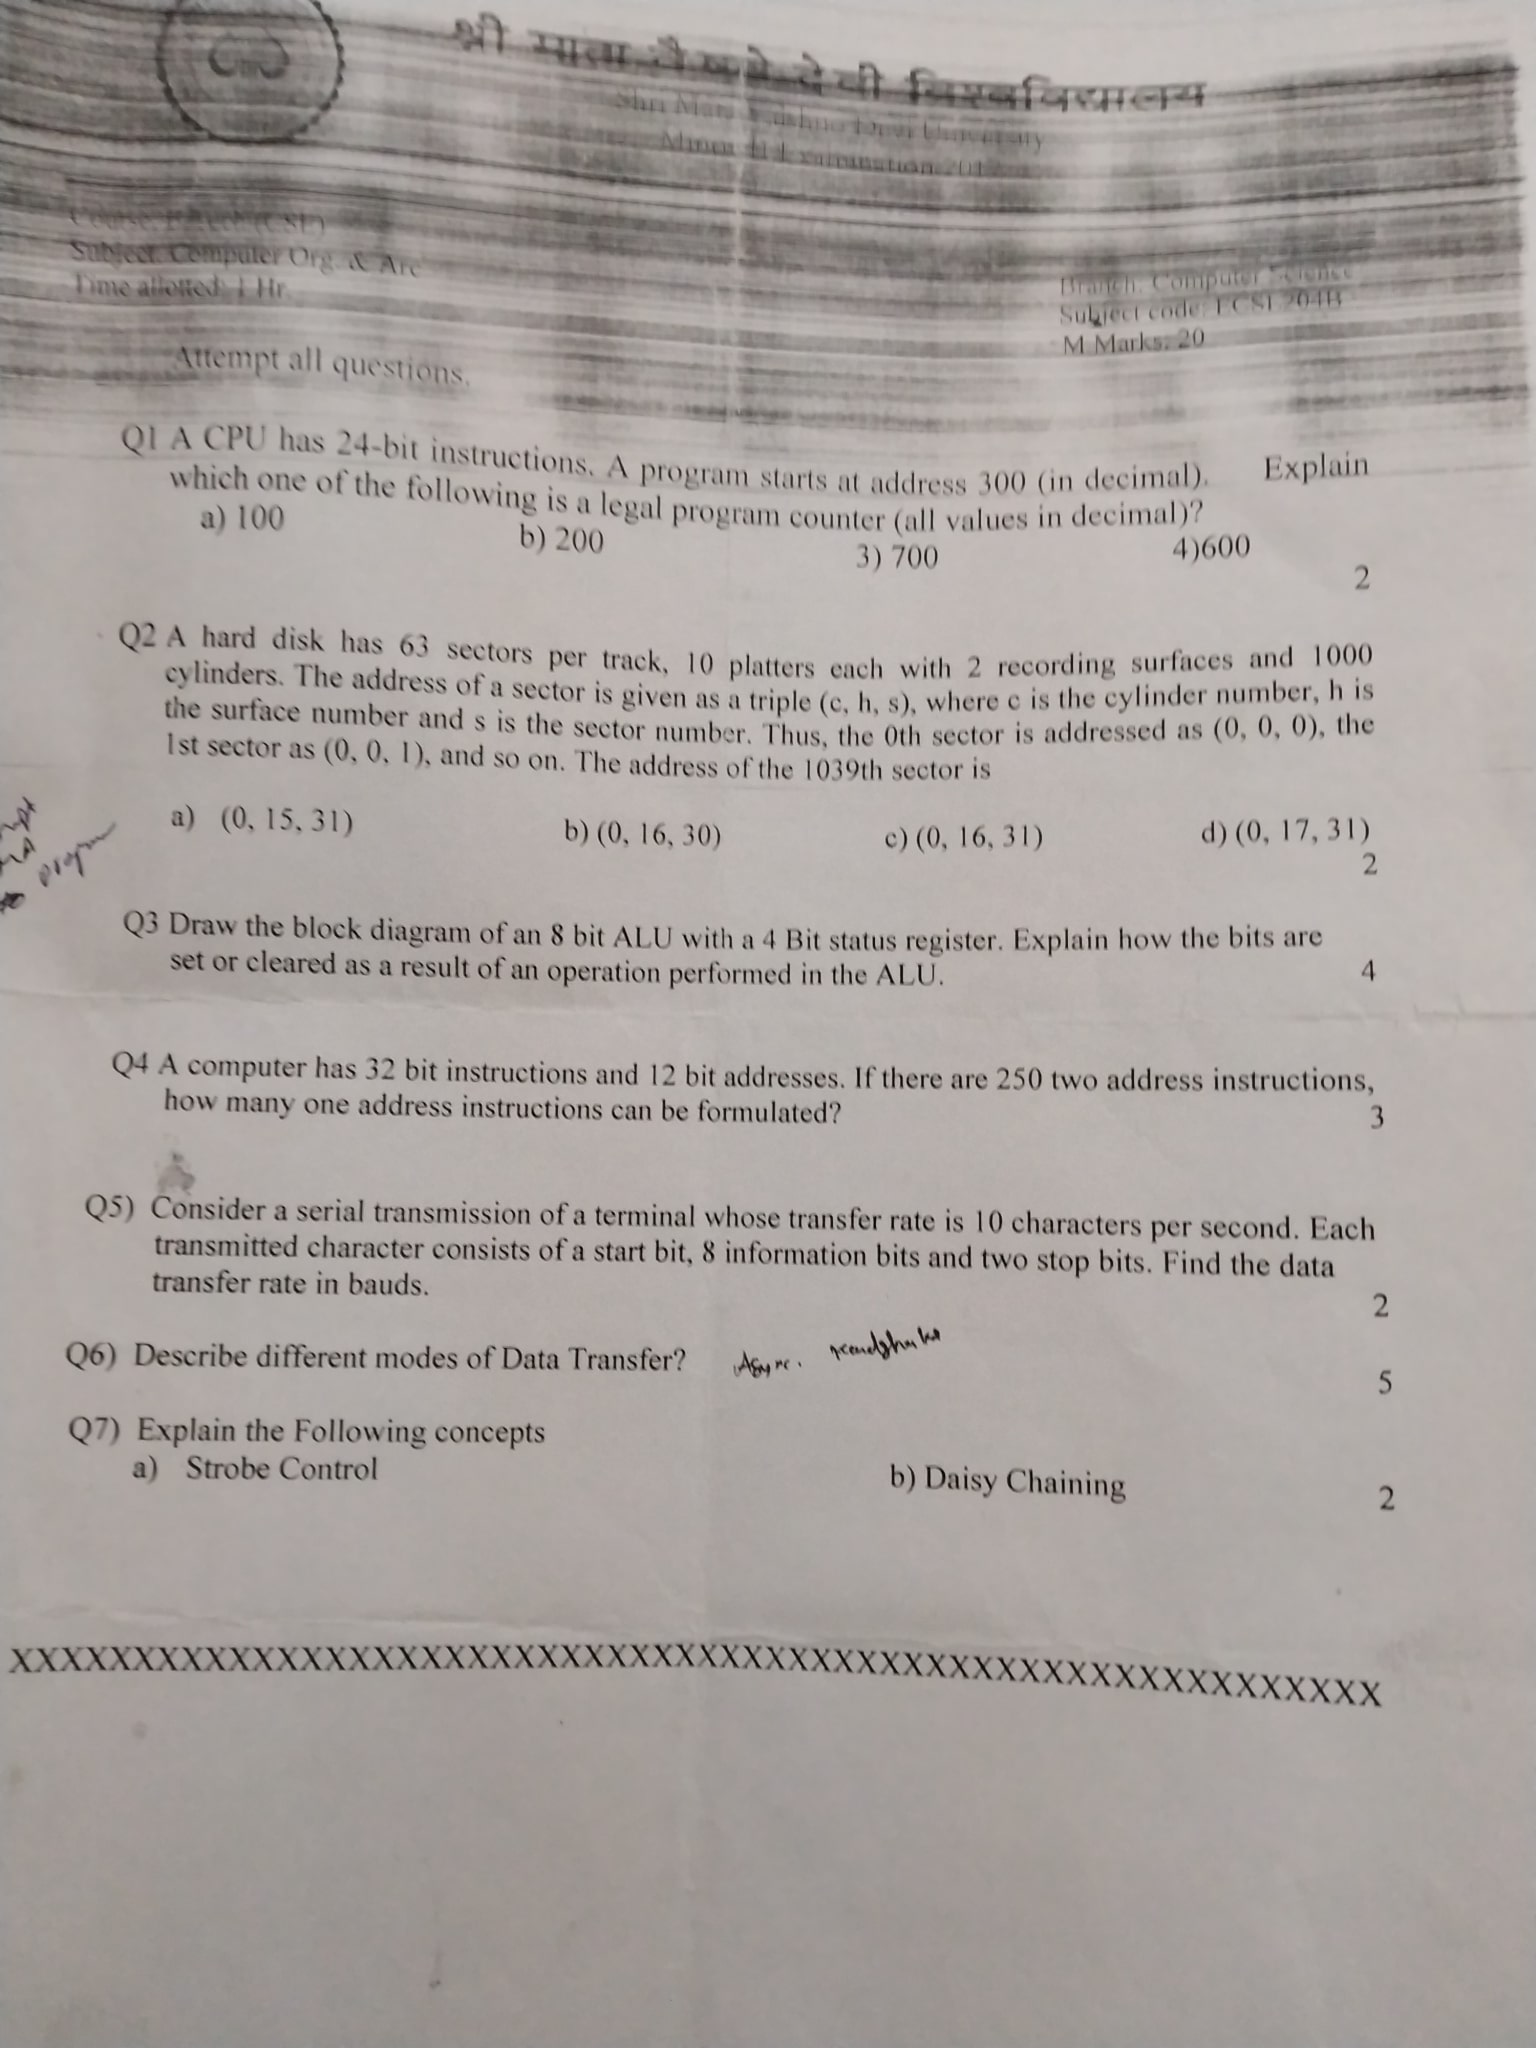 श्री माता वैष्णो देवी विश्वविद्यालय
Shri Mata Vaishno Devi University
Minor II Examination
Course: B.Tech (CSE)
Subject: Computer Org. & Arc
Time allotted: 1 Hr
Branch: Computer Science
Subject code:
M Marks: 20
Attempt all questions.
Q1 A CPU has 24-bit instructions. A program starts at address 300 (in decimal). Explain
which one of the following is a legal program counter (all values in decimal)?
a) 100 b) 200 3) 700 4)600
2
Q2 A hard disk has 63 sectors per track, 10 platters each with 2 recording surfaces and 1000
cylinders. The address of a sector is given as a triple (c, h, s), where c is the cylinder number, h is
the surface number and s is the sector number. Thus, the 0th sector is addressed as (0, 0, 0), the
1st sector as (0, 0, 1), and so on. The address of the 1039th sector is
a) (0, 15, 31) b) (0, 16, 30) c) (0, 16, 31) d) (0, 17, 31)
2
program
Q3 Draw the block diagram of an 8 bit ALU with a 4 Bit status register. Explain how the bits are
set or cleared as a result of an operation performed in the ALU.
4
Q4 A computer has 32 bit instructions and 12 bit addresses. If there are 250 two address instructions,
how many one address instructions can be formulated?
3
Q5) Consider a serial transmission of a terminal whose transfer rate is 10 characters per second. Each
transmitted character consists of a start bit, 8 information bits and two stop bits. Find the data
transfer rate in bauds.
2
Q6) Describe different modes of Data Transfer? Async.
5
Q7) Explain the Following concepts
a) Strobe Control b) Daisy Chaining
2
XXXXXXXXXXXXXXXXXXXXXXXXXXXXXXXXXXXXXXXXXXXXXXXXXXXXXXXXXX